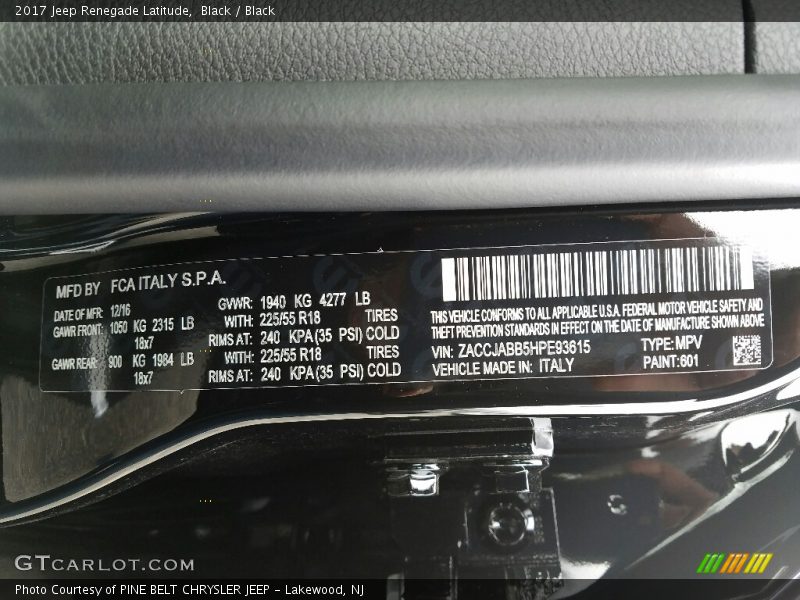 2017 Jeep Renegade Latitude, Black / Black
MFD BY FCA ITALY S.P.A.
DATE OF MFR: 12/16 GVWR: 1940 KG 4277 LB
GAWR FRONT: 1050 KG 2315 LB WITH: 225/55 R18 TIRES
18x7 RIMS AT: 240 KPA (35 PSI) COLD
GAWR REAR: 900 KG 1984 LB WITH: 225/55 R18 TIRES
18x7 RIMS AT: 240 KPA (35 PSI) COLD
THIS VEHICLE CONFORMS TO ALL APPLICABLE U.S.A. FEDERAL MOTOR VEHICLE SAFETY AND
THEFT PREVENTION STANDARDS IN EFFECT ON THE DATE OF MANUFACTURE SHOWN ABOVE
VIN: ZACCJABB5HPE93615 TYPE: MPV
VEHICLE MADE IN: ITALY PAINT: 601
GTCARLOT.COM
Photo Courtesy of PINE BELT CHRYSLER JEEP - Lakewood, NJ